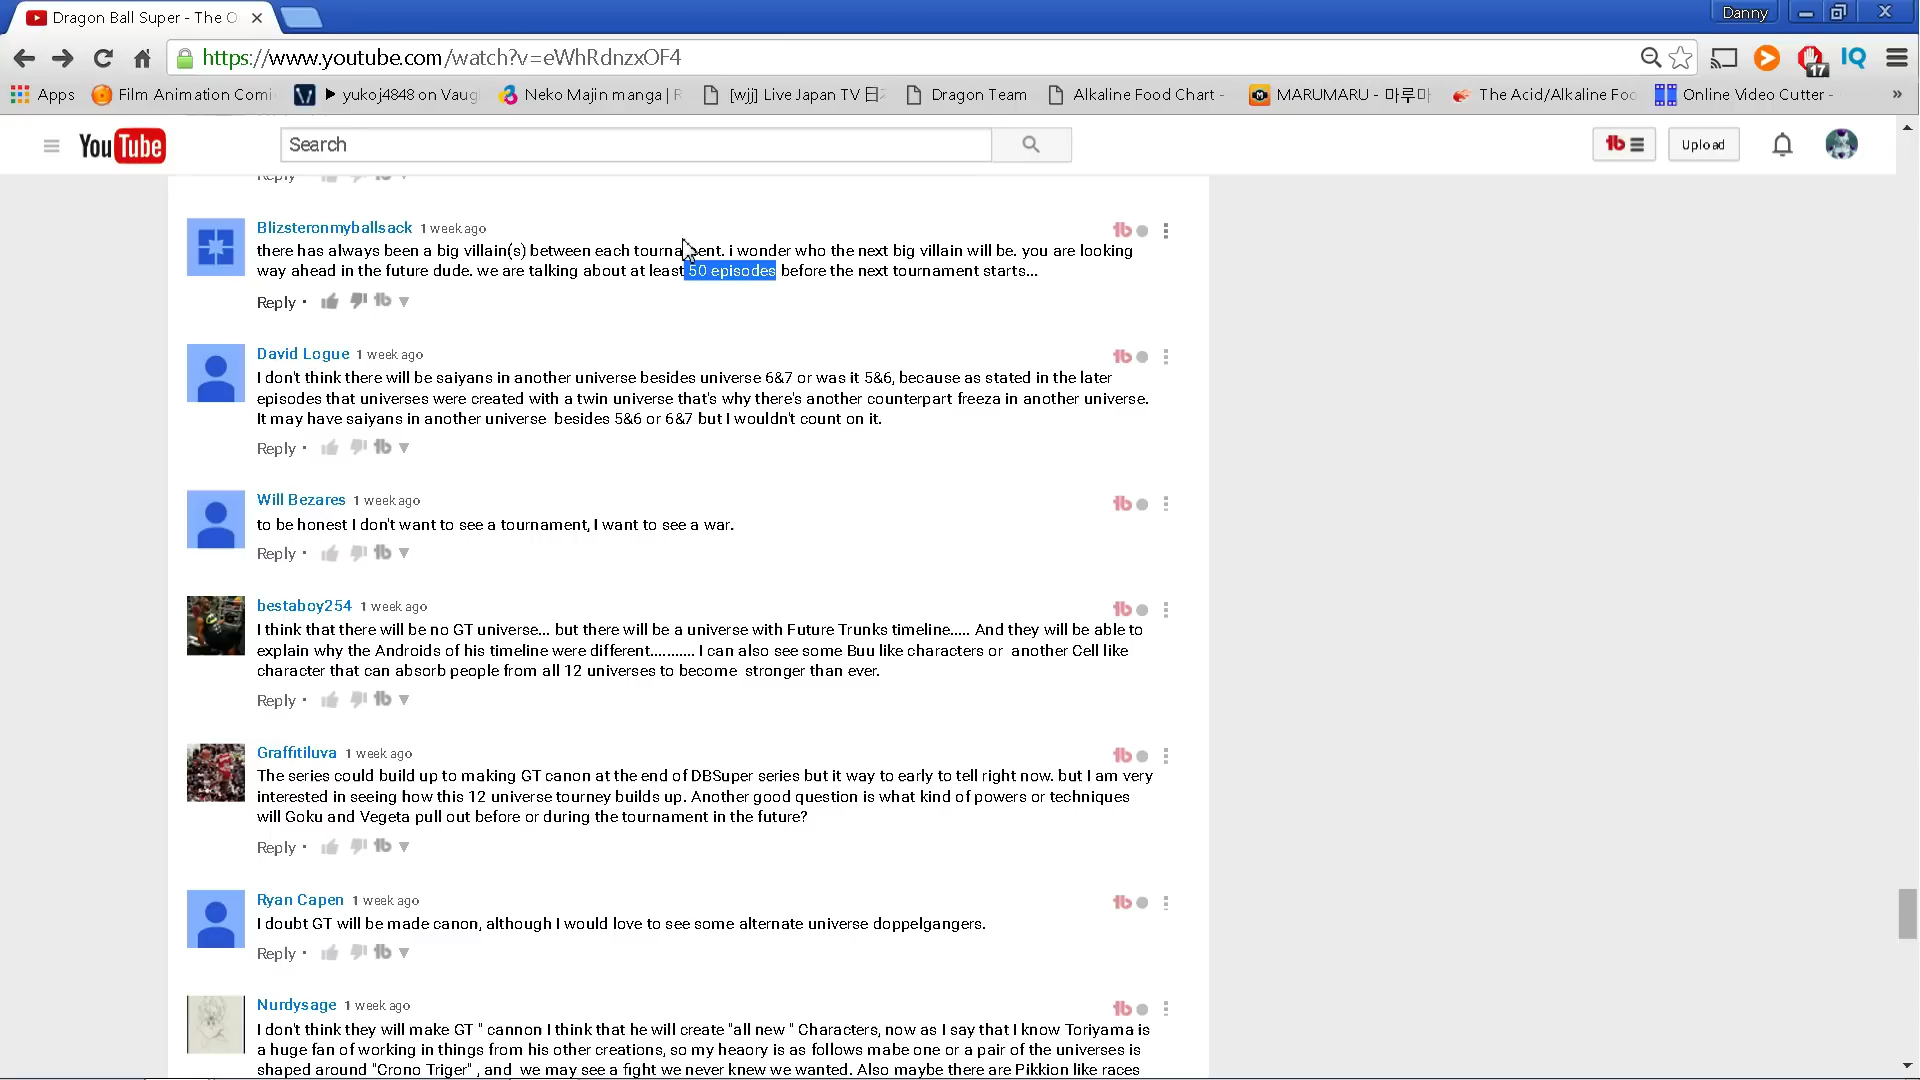 Dragon Ball Super - The O
Danny
https://www.youtube.com/watch?v=eWhRdnzxOF4
17
IQ
Apps
Film Animation Comi
▶ yukoj4848 on Vaug
Neko Majin manga | R
[wjj] Live Japan TV 日
Dragon Team
Alkaline Food Chart -
MARUMARU - 마루마
The Acid/Alkaline Foo
Online Video Cutter -
»
YouTube
Search
Upload
Reply
Blizsteronmyballsack 1 week ago
there has always been a big villain(s) between each tournament. i wonder who the next big villain will be. you are looking
way ahead in the future dude. we are talking about at least 50 episodes before the next tournament starts...
Reply •
David Logue 1 week ago
I don't think there will be saiyans in another universe besides universe 6&7 or was it 5&6, because as stated in the later
episodes that universes were created with a twin universe that's why there's another counterpart freeza in another universe.
It may have saiyans in another universe besides 5&6 or 6&7 but I wouldn't count on it.
Reply •
Will Bezares 1 week ago
to be honest I don't want to see a tournament, I want to see a war.
Reply •
bestaboy254 1 week ago
I think that there will be no GT universe... but there will be a universe with Future Trunks timeline..... And they will be able to
explain why the Androids of his timeline were different........... I can also see some Buu like characters or another Cell like
character that can absorb people from all 12 universes to become stronger than ever.
Reply •
Graffitiluva 1 week ago
The series could build up to making GT canon at the end of DBSuper series but it way to early to tell right now. but I am very
interested in seeing how this 12 universe tourney builds up. Another good question is what kind of powers or techniques
will Goku and Vegeta pull out before or during the tournament in the future?
Reply •
Ryan Capen 1 week ago
I doubt GT will be made canon, although I would love to see some alternate universe doppelgangers.
Reply •
Nurdysage 1 week ago
I don't think they will make GT " cannon I think that he will create "all new " Characters, now as I say that I know Toriyama is
a huge fan of working in things from his other creations, so my heaory is as follows mabe one or a pair of the universes is
shaped around "Crono Triger" , and we may see a fight we never knew we wanted. Also maybe there are Pikkion like races